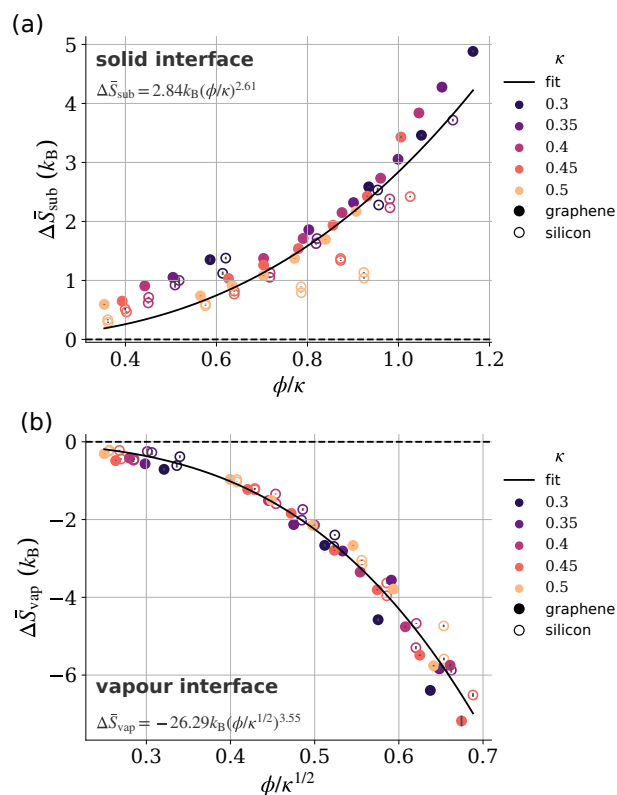 (a)
solid interface
ΔS̄sub = 2.84kB(ϕ/κ)^2.61
ΔS̄sub (kB)
5
4
3
2
1
0
0.4 0.6 0.8 1.0 1.2
ϕ/κ
κ
fit
0.3
0.35
0.4
0.45
0.5
graphene
silicon
(b)
ΔS̄vap (kB)
0
−2
−4
−6
vapour interface
ΔS̄vap = −26.29kB(ϕ/κ^1/2)^3.55
0.3 0.4 0.5 0.6 0.7
ϕ/κ^1/2
κ
fit
0.3
0.35
0.4
0.45
0.5
graphene
silicon